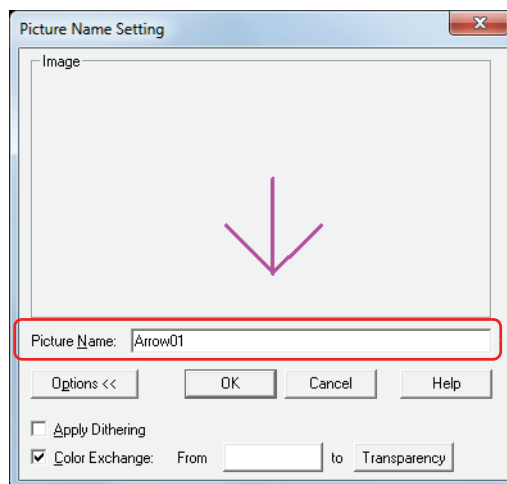 Picture Name Setting
Image
Picture Name: Arrow01
Options << OK Cancel Help
Apply Dithering
Color Exchange: From to Transparency